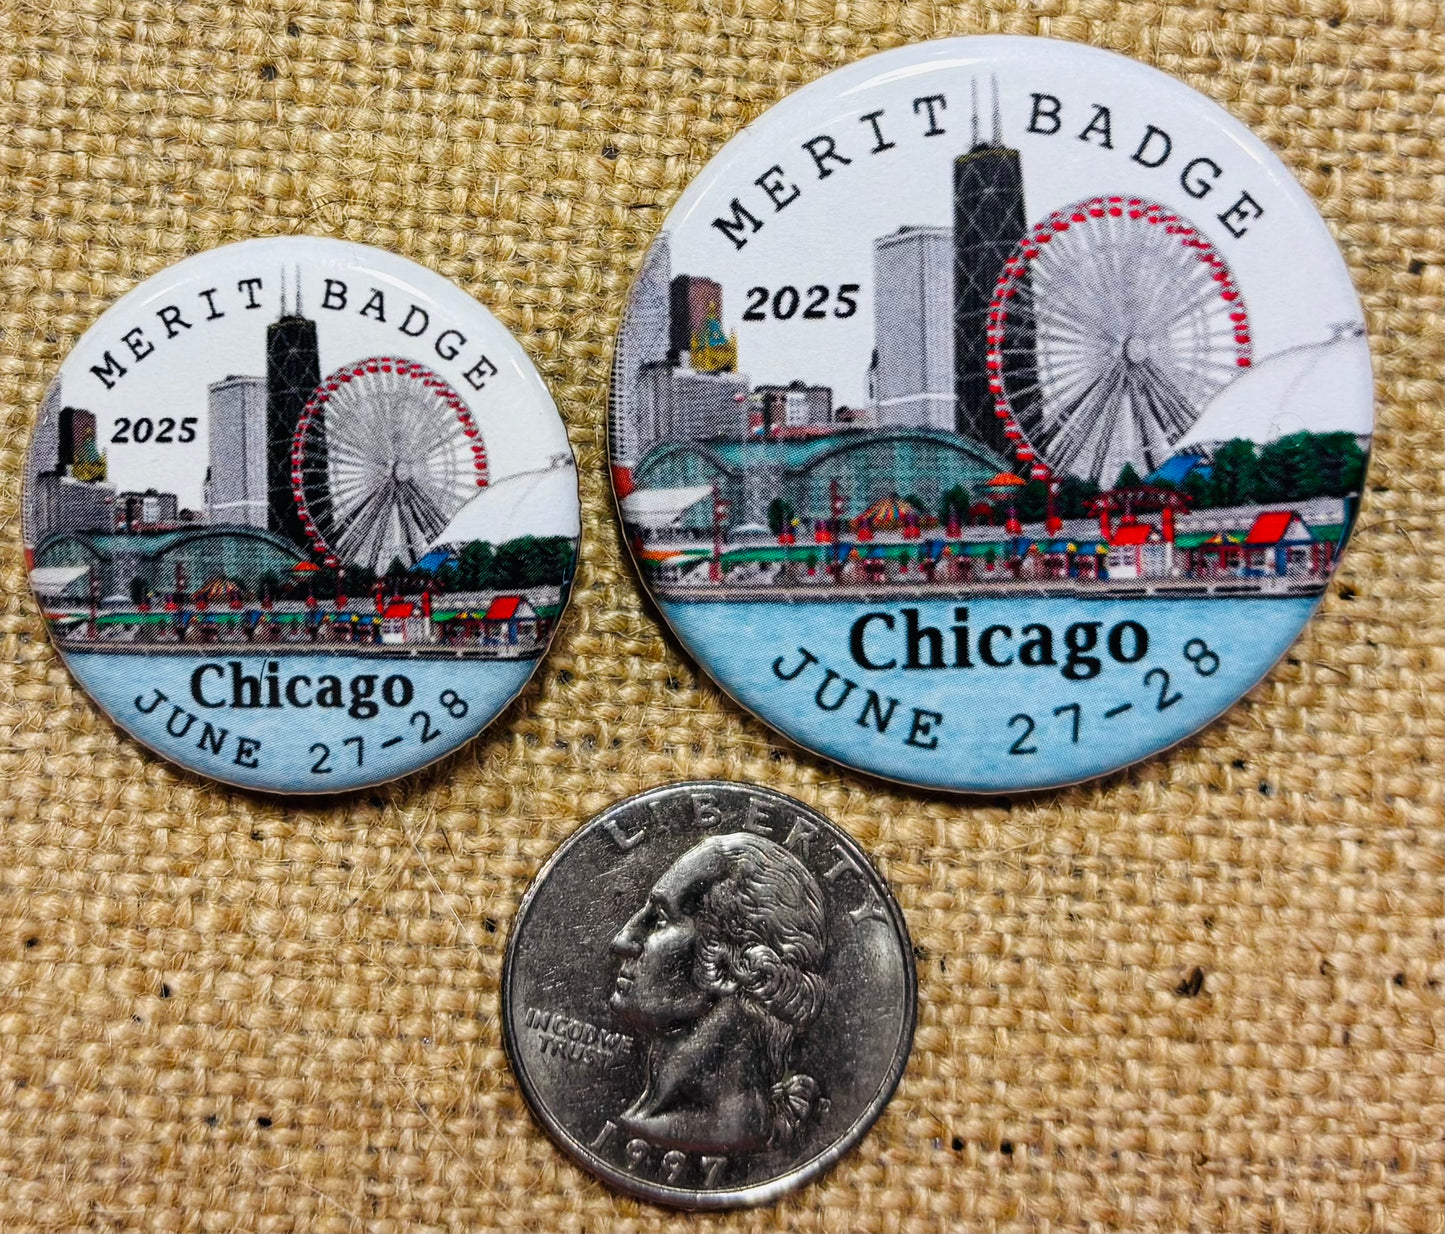 MERIT BADGE
2025
Chicago
JUNE 27-28
MERIT BADGE
2025
Chicago
JUNE 27-28
LIBERTY
IN GOD WE
TRUST
1997